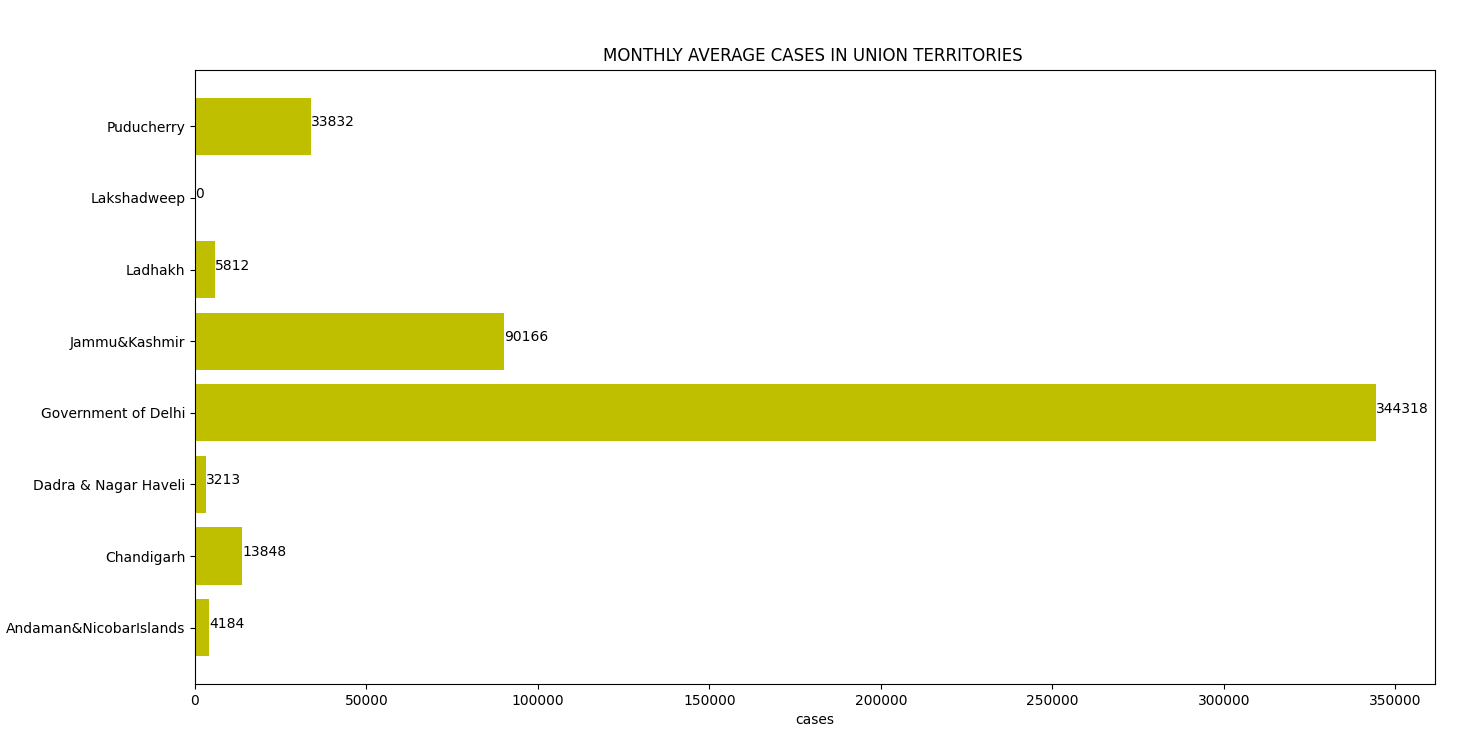 MONTHLY AVERAGE CASES IN UNION TERRITORIES
Puducherry 33832
Lakshadweep 0
Ladhakh 5812
Jammu&Kashmir 90166
Government of Delhi 344318
Dadra & Nagar Haveli 3213
Chandigarh 13848
Andaman&NicobarIslands 4184
0 50000 100000 150000 200000 250000 300000 350000
cases